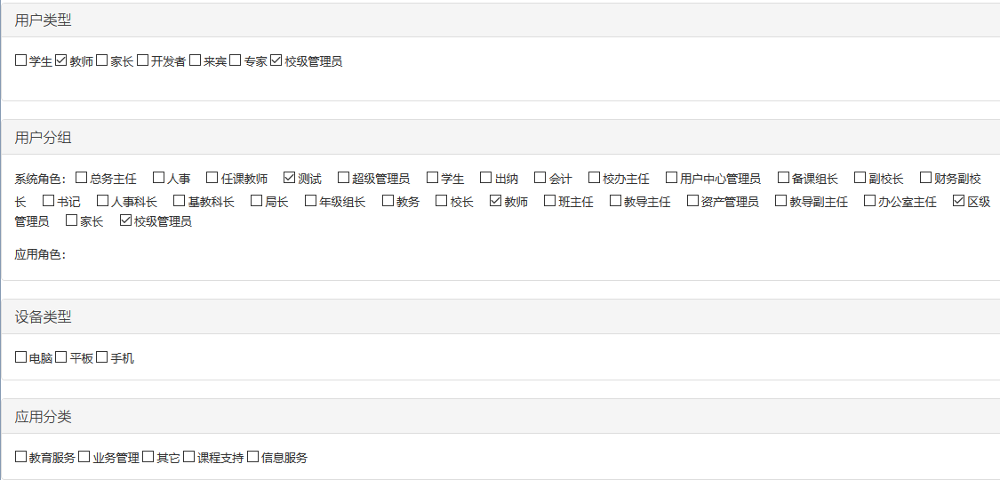 用户类型
学生 教师 家长 开发者 来宾 专家 校级管理员
用户分组
系统角色: 总务主任 人事 任课教师 测试 超级管理员 学生 出纳 会计 校办主任 用户中心管理员 备课组长 副校长 财务副校
长 书记 人事科长 基教科长 局长 年级组长 教务 校长 教师 班主任 教导主任 资产管理员 教导副主任 办公室主任 区级
管理员 家长 校级管理员
应用角色:
设备类型
电脑 平板 手机
应用分类
教育服务 业务管理 其它 课程支持 信息服务